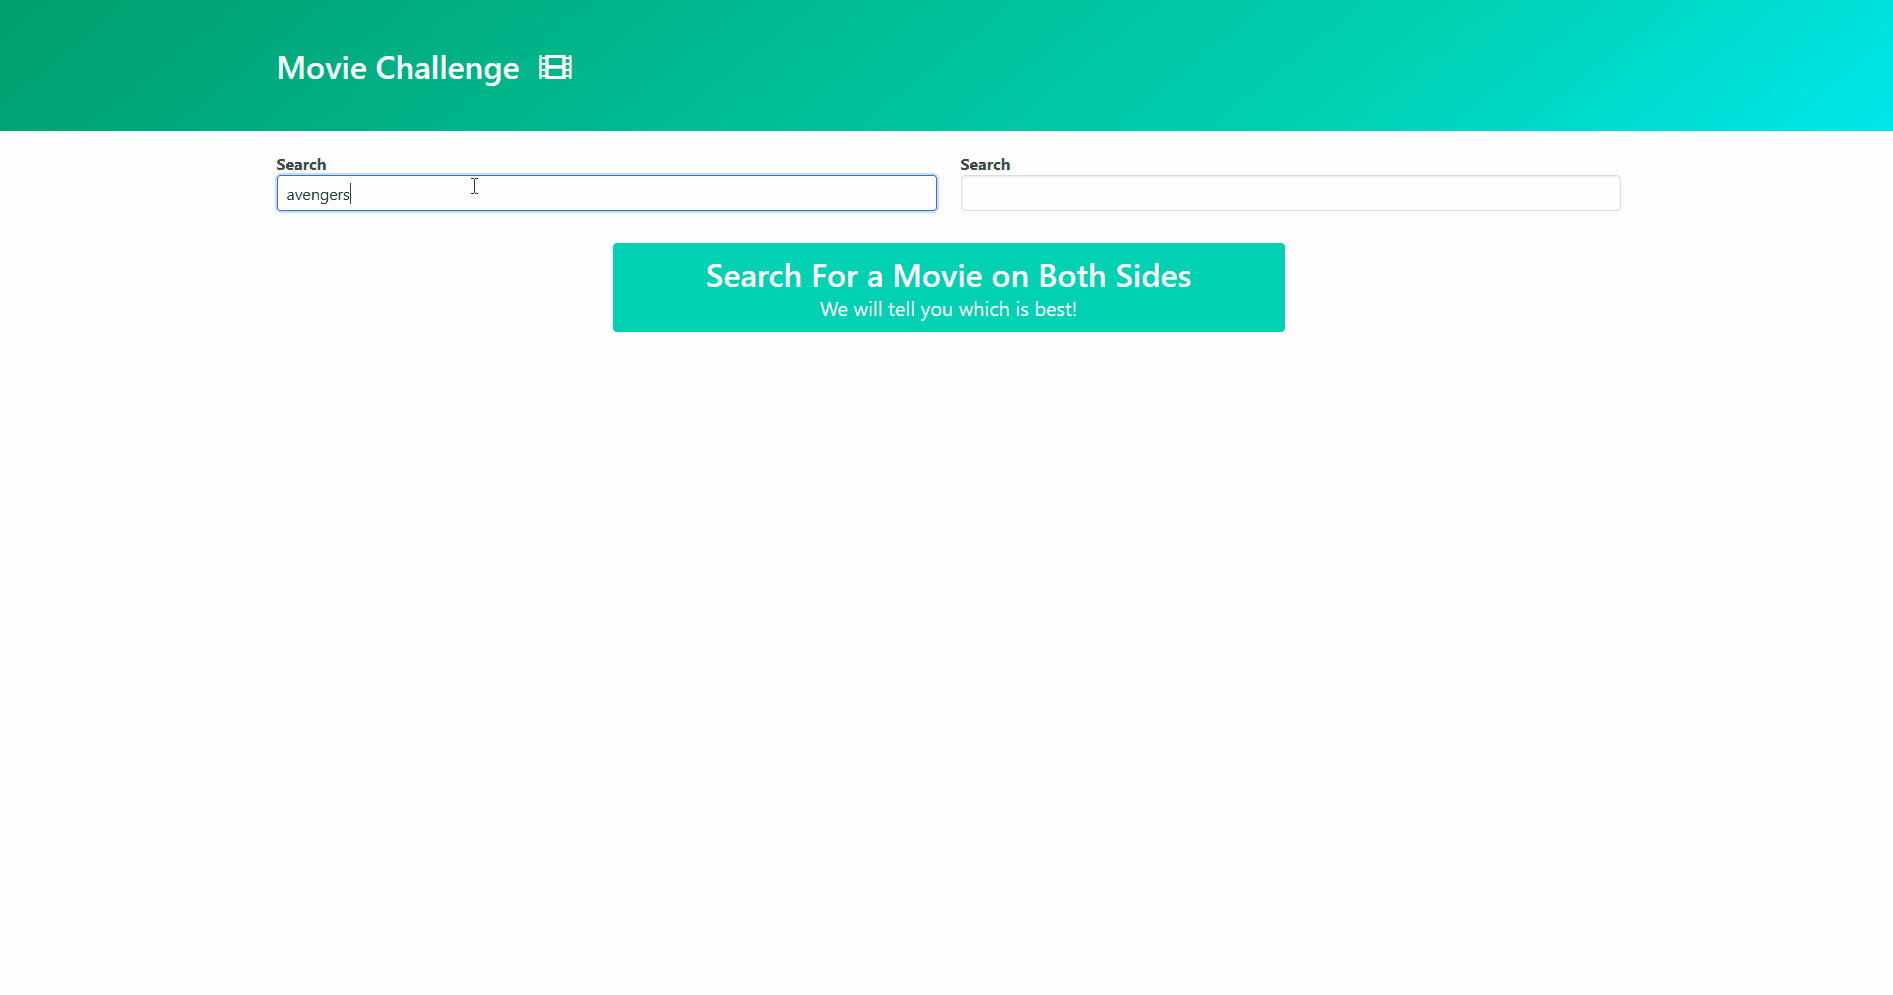 Movie Challenge
Search
avengers
Search
Search For a Movie on Both Sides
We will tell you which is best!